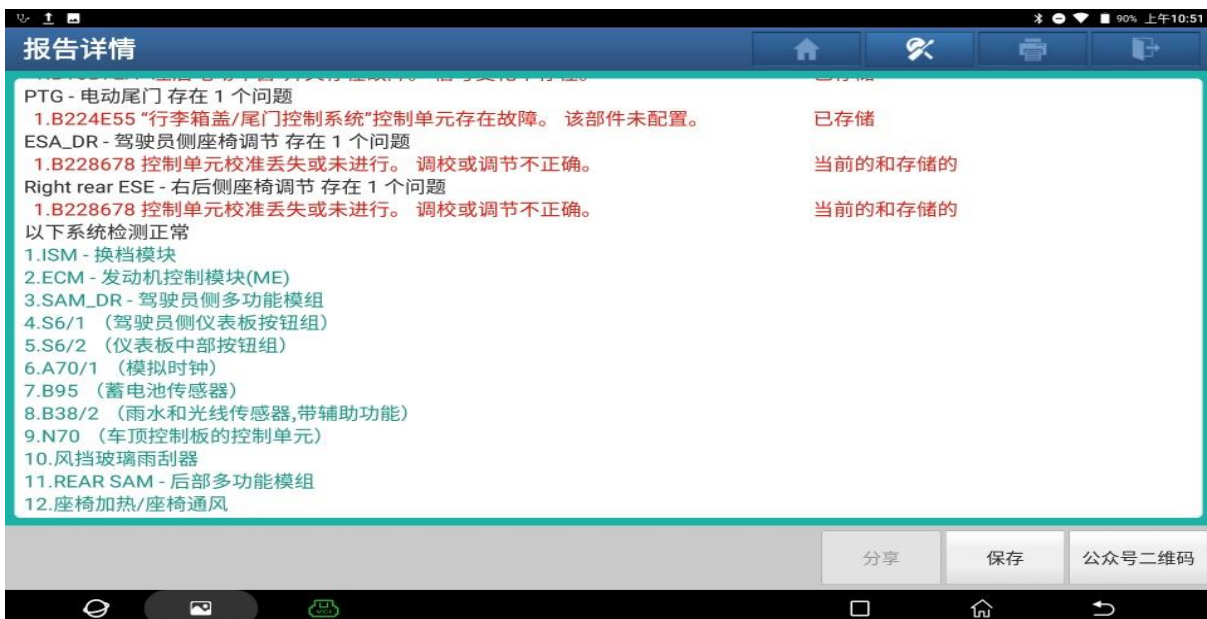 90% 上午10:51
报告详情
PTG - 电动尾门 存在 1 个问题
1.B224E55 “行李箱盖/尾门控制系统”控制单元存在故障。 该部件未配置。 已存储
ESA_DR - 驾驶员侧座椅调节 存在 1 个问题
1.B228678 控制单元校准丢失或未进行。 调校或调节不正确。 当前的和存储的
Right rear ESE - 右后侧座椅调节 存在 1 个问题
1.B228678 控制单元校准丢失或未进行。 调校或调节不正确。 当前的和存储的
以下系统检测正常
1.ISM - 换档模块
2.ECM - 发动机控制模块(ME)
3.SAM_DR - 驾驶员侧多功能模组
4.S6/1 （驾驶员侧仪表板按钮组）
5.S6/2 （仪表板中部按钮组）
6.A70/1 （模拟时钟）
7.B95 （蓄电池传感器）
8.B38/2 （雨水和光线传感器,带辅助功能）
9.N70 （车顶控制板的控制单元）
10.风挡玻璃雨刮器
11.REAR SAM - 后部多功能模组
12.座椅加热/座椅通风
分享 保存 公众号二维码